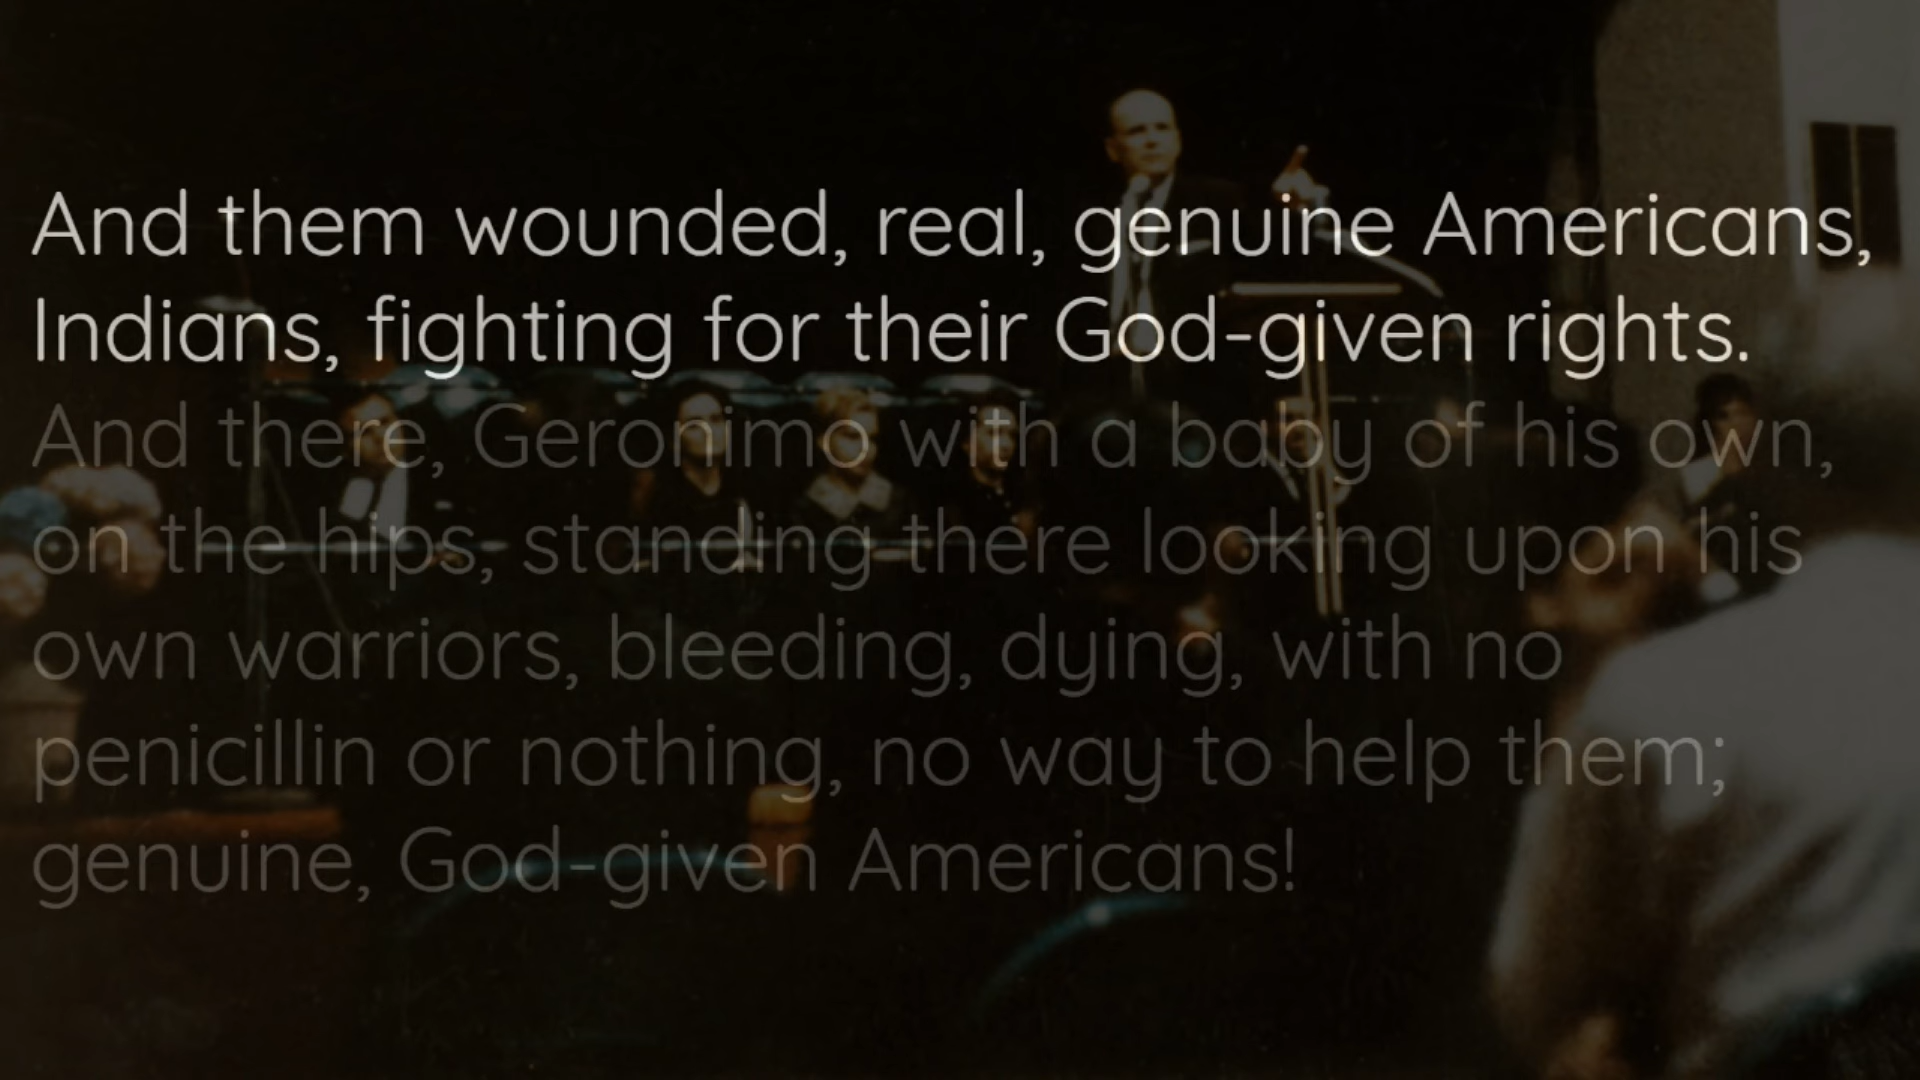 And them wounded, real, genuine Americans,
Indians, fighting for their God-given rights.
And there, Geronimo with a baby of his own,
on the hips, standing there looking upon his
own warriors, bleeding, dying, with no
penicillin or nothing, no way to help them;
genuine, God-given Americans!